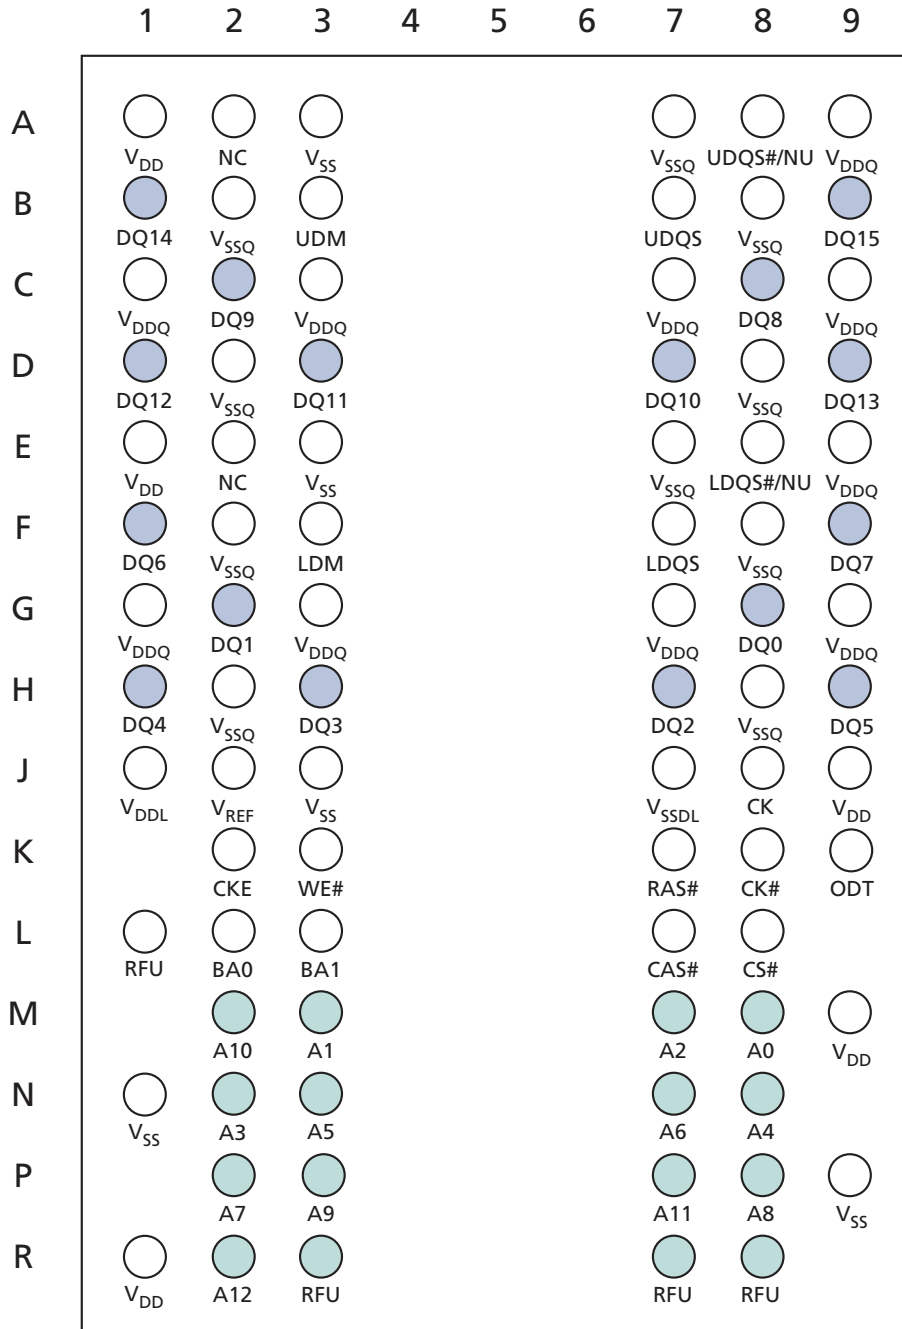 1 2 3 4 5 6 7 8 9
A
VDD NC VSS VSSQ UDQS#/NU VDDQ
B
DQ14 VSSQ UDM UDQS VSSQ DQ15
C
VDDQ DQ9 VDDQ VDDQ DQ8 VDDQ
D
DQ12 VSSQ DQ11 DQ10 VSSQ DQ13
E
VDD NC VSS VSSQ LDQS#/NU VDDQ
F
DQ6 VSSQ LDM LDQS VSSQ DQ7
G
VDDQ DQ1 VDDQ VDDQ DQ0 VDDQ
H
DQ4 VSSQ DQ3 DQ2 VSSQ DQ5
J
VDDL VREF VSS VSSDL CK VDD
K
CKE WE# RAS# CK# ODT
L
RFU BA0 BA1 CAS# CS#
M
A10 A1 A2 A0 VDD
N
VSS A3 A5 A6 A4
P
A7 A9 A11 A8 VSS
R
VDD A12 RFU RFU RFU